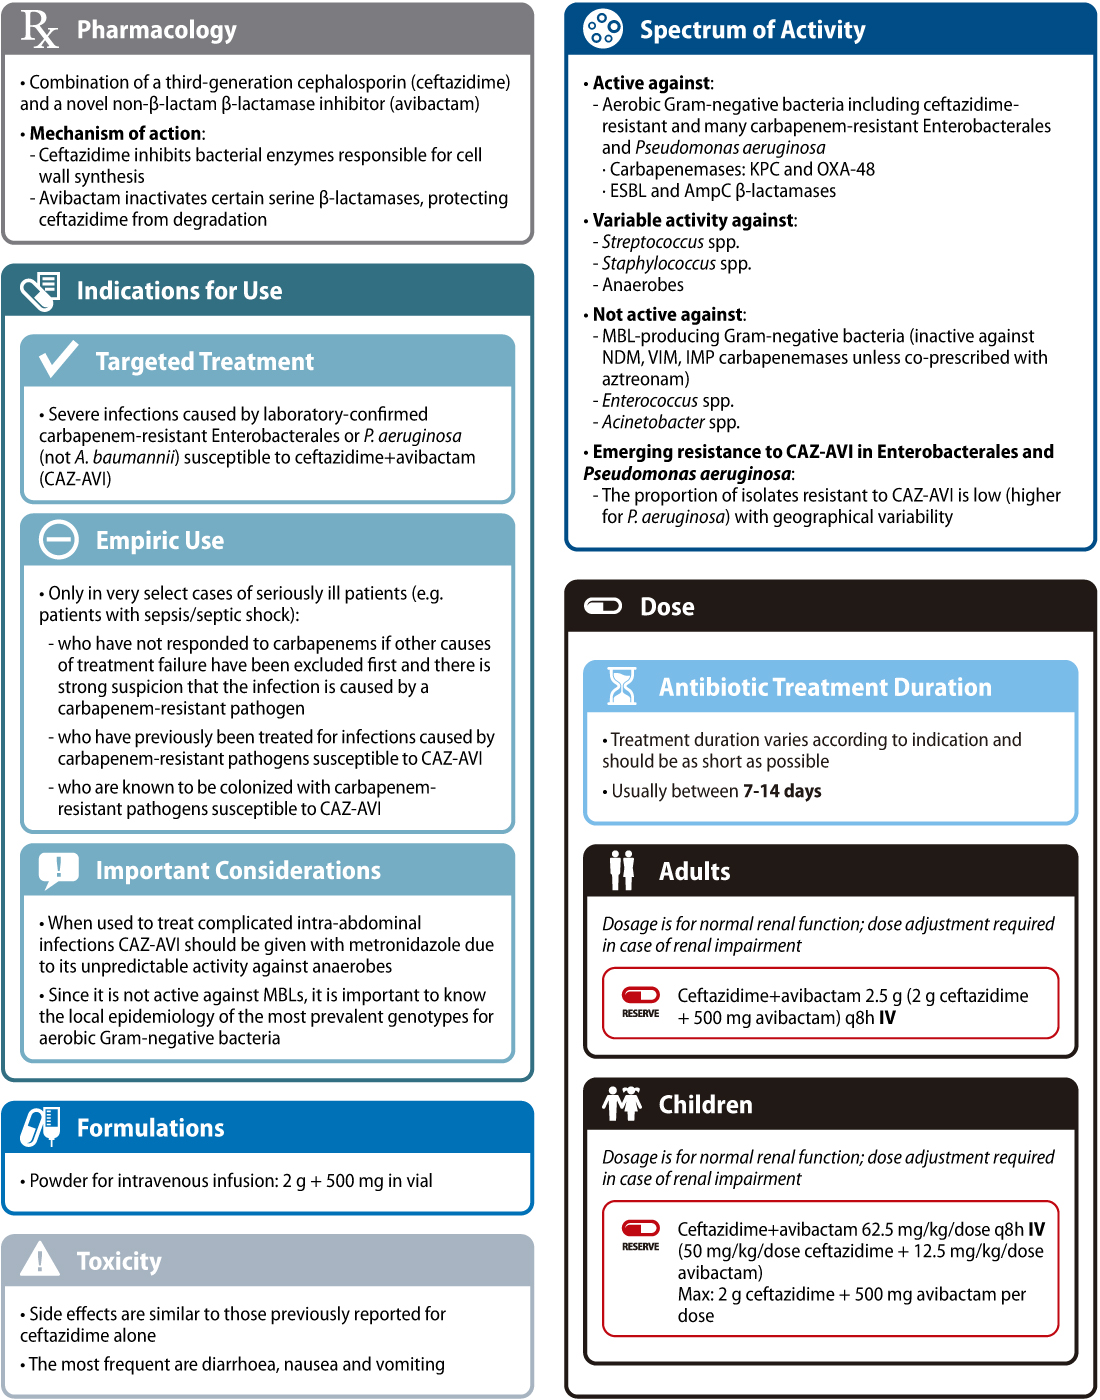 Rx Pharmacology
• Combination of a third-generation cephalosporin (ceftazidime)
and a novel non-β-lactam β-lactamase inhibitor (avibactam)
• Mechanism of action:
- Ceftazidime inhibits bacterial enzymes responsible for cell
wall synthesis
- Avibactam inactivates certain serine β-lactamases, protecting
ceftazidime from degradation
Indications for Use
Targeted Treatment
• Severe infections caused by laboratory-confirmed
carbapenem-resistant Enterobacterales or P. aeruginosa
(not A. baumannii) susceptible to ceftazidime+avibactam
(CAZ-AVI)
Empiric Use
• Only in very select cases of seriously ill patients (e.g.
patients with sepsis/septic shock):
- who have not responded to carbapenems if other causes
of treatment failure have been excluded first and there is
strong suspicion that the infection is caused by a
carbapenem-resistant pathogen
- who have previously been treated for infections caused by
carbapenem-resistant pathogens susceptible to CAZ-AVI
- who are known to be colonized with carbapenem-
resistant pathogens susceptible to CAZ-AVI
! Important Considerations
• When used to treat complicated intra-abdominal
infections CAZ-AVI should be given with metronidazole due
to its unpredictable activity against anaerobes
• Since it is not active against MBLs, it is important to know
the local epidemiology of the most prevalent genotypes for
aerobic Gram-negative bacteria
Formulations
• Powder for intravenous infusion: 2 g + 500 mg in vial
! Toxicity
• Side effects are similar to those previously reported for
ceftazidime alone
• The most frequent are diarrhoea, nausea and vomiting
Spectrum of Activity
• Active against:
- Aerobic Gram-negative bacteria including ceftazidime-
resistant and many carbapenem-resistant Enterobacterales
and Pseudomonas aeruginosa
· Carbapenemases: KPC and OXA-48
· ESBL and AmpC β-lactamases
• Variable activity against:
- Streptococcus spp.
- Staphylococcus spp.
- Anaerobes
• Not active against:
- MBL-producing Gram-negative bacteria (inactive against
NDM, VIM, IMP carbapenemases unless co-prescribed with
aztreonam)
- Enterococcus spp.
- Acinetobacter spp.
• Emerging resistance to CAZ-AVI in Enterobacterales and
Pseudomonas aeruginosa:
- The proportion of isolates resistant to CAZ-AVI is low (higher
for P. aeruginosa) with geographical variability
Dose
Antibiotic Treatment Duration
• Treatment duration varies according to indication and
should be as short as possible
• Usually between 7-14 days
Adults
Dosage is for normal renal function; dose adjustment required
in case of renal impairment
RESERVE
Ceftazidime+avibactam 2.5 g (2 g ceftazidime
+ 500 mg avibactam) q8h IV
Children
Dosage is for normal renal function; dose adjustment required
in case of renal impairment
RESERVE
Ceftazidime+avibactam 62.5 mg/kg/dose q8h IV
(50 mg/kg/dose ceftazidime + 12.5 mg/kg/dose
avibactam)
Max: 2 g ceftazidime + 500 mg avibactam per
dose